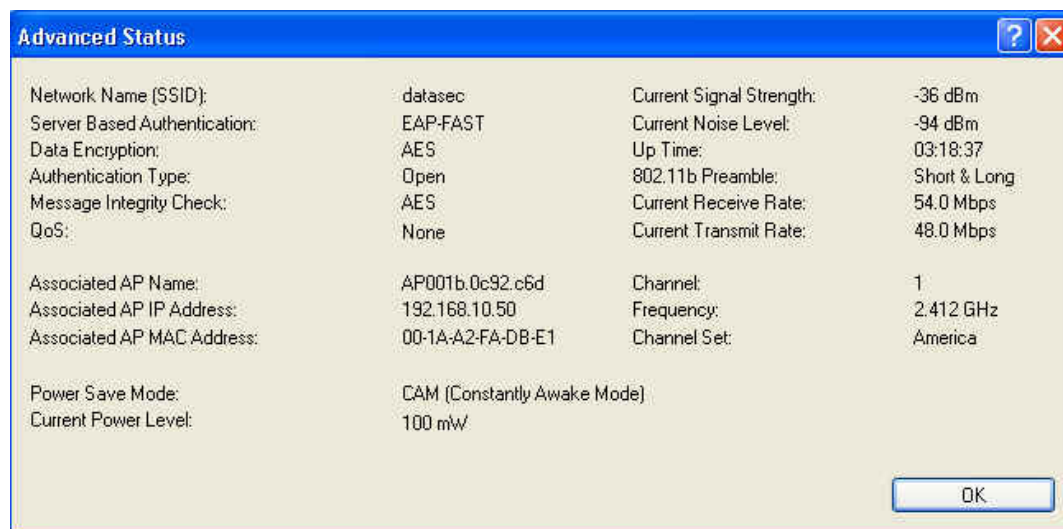 Advanced Status
Network Name (SSID): datasec Current Signal Strength: -36 dBm
Server Based Authentication: EAP-FAST Current Noise Level: -94 dBm
Data Encryption: AES Up Time: 03:18:37
Authentication Type: Open 802.11b Preamble: Short & Long
Message Integrity Check: AES Current Receive Rate: 54.0 Mbps
QoS: None Current Transmit Rate: 48.0 Mbps
Associated AP Name: AP001b.0c92.c6d Channel: 1
Associated AP IP Address: 192.168.10.50 Frequency: 2.412 GHz
Associated AP MAC Address: 00-1A-A2-FA-DB-E1 Channel Set: America
Power Save Mode: CAM (Constantly Awake Mode)
Current Power Level: 100 mW
OK